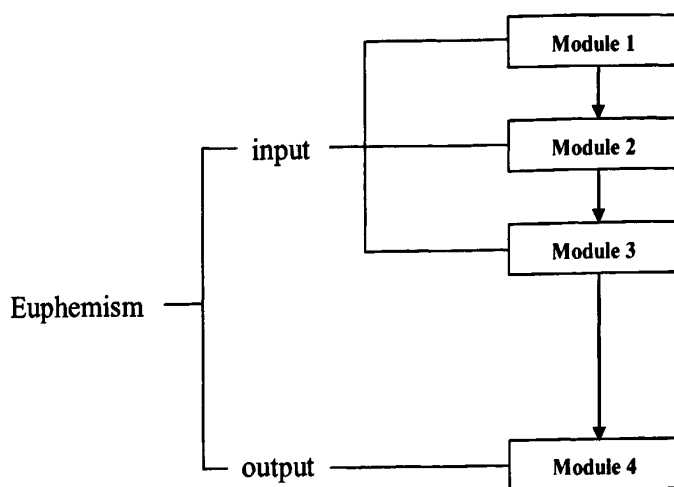 Module 1
input
Module 2
Module 3
Euphemism
output
Module 4